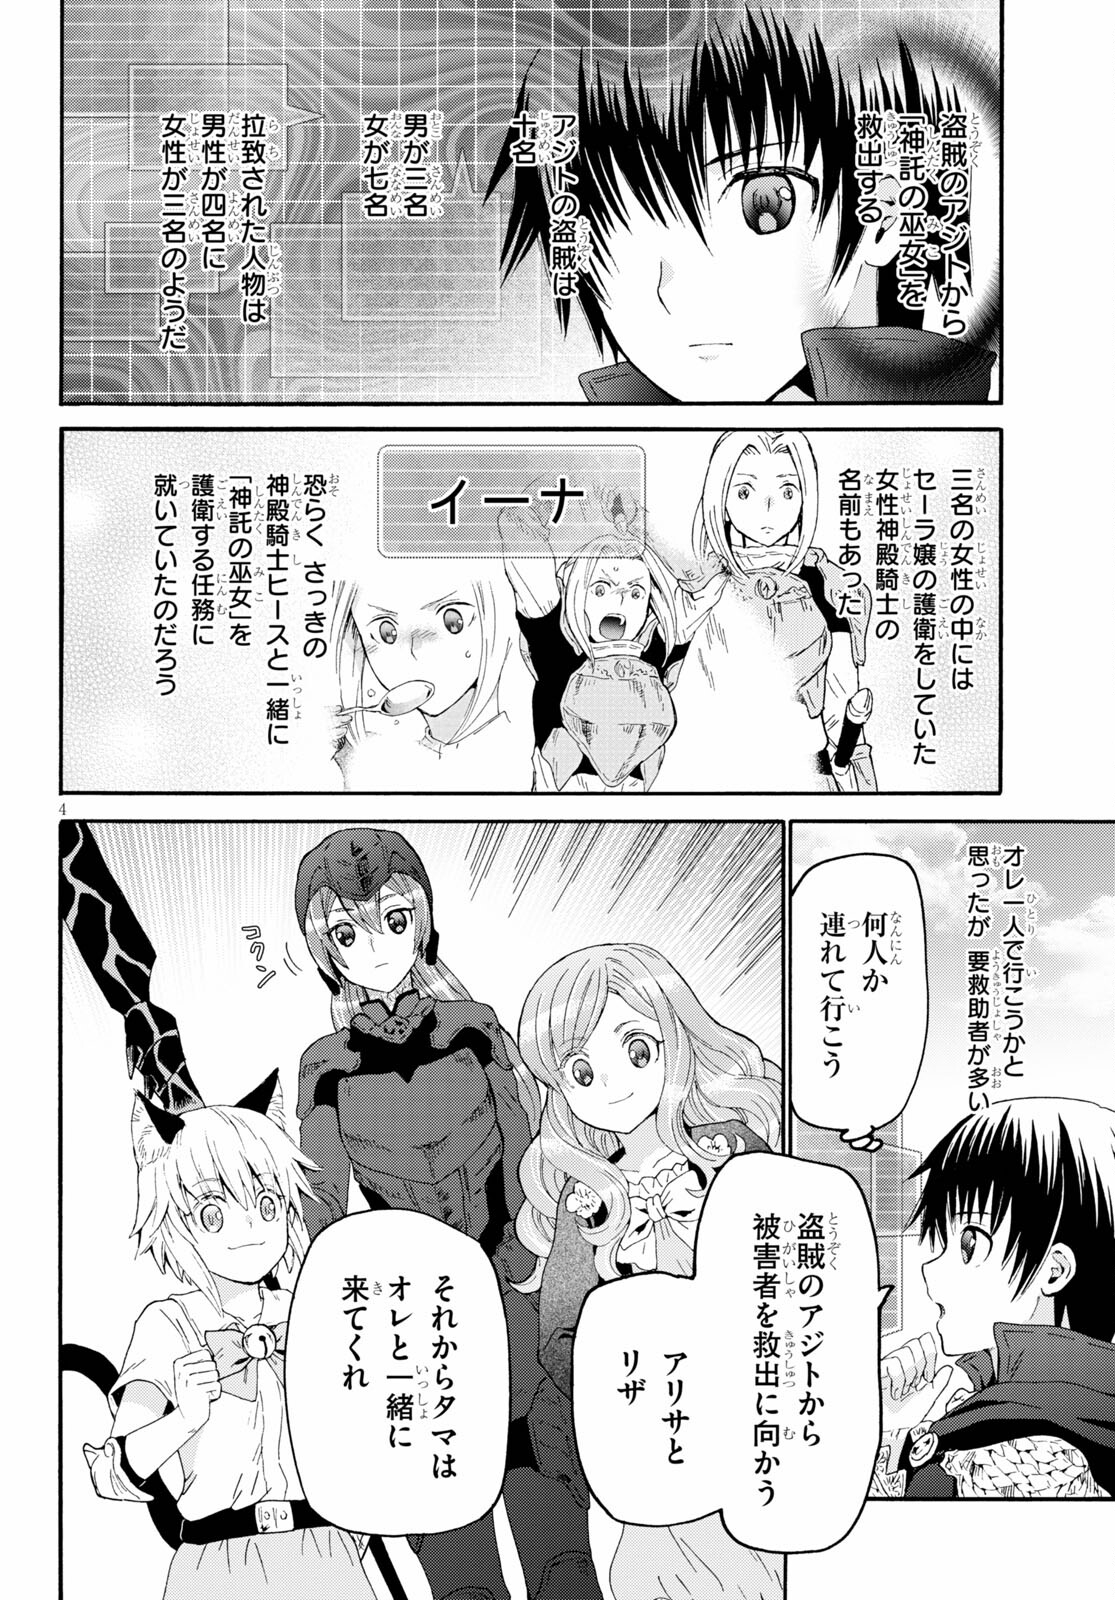 盗賊のアジトから
「神託の巫女」を
救出する
アジトの盗賊は
十名
男が三名
女が七名
拉致された人物は
男性が四名に
女性が三名のようだ
三名の女性の中には
セーラ嬢の護衛をしていた
女性神殿騎士の
名前もあった
イーナ
恐らく さっきの
神殿騎士ヒースと一緒に
「神託の巫女」を
護衛する任務に
就いていたのだろう
4
オレ一人で行こうかと
思ったが 要救助者が多い
何人か
連れて行こう
盗賊のアジトから
被害者を救出に向かう
アリサと
リザ
それからタマは
オレと一緒に
来てくれ
コクン